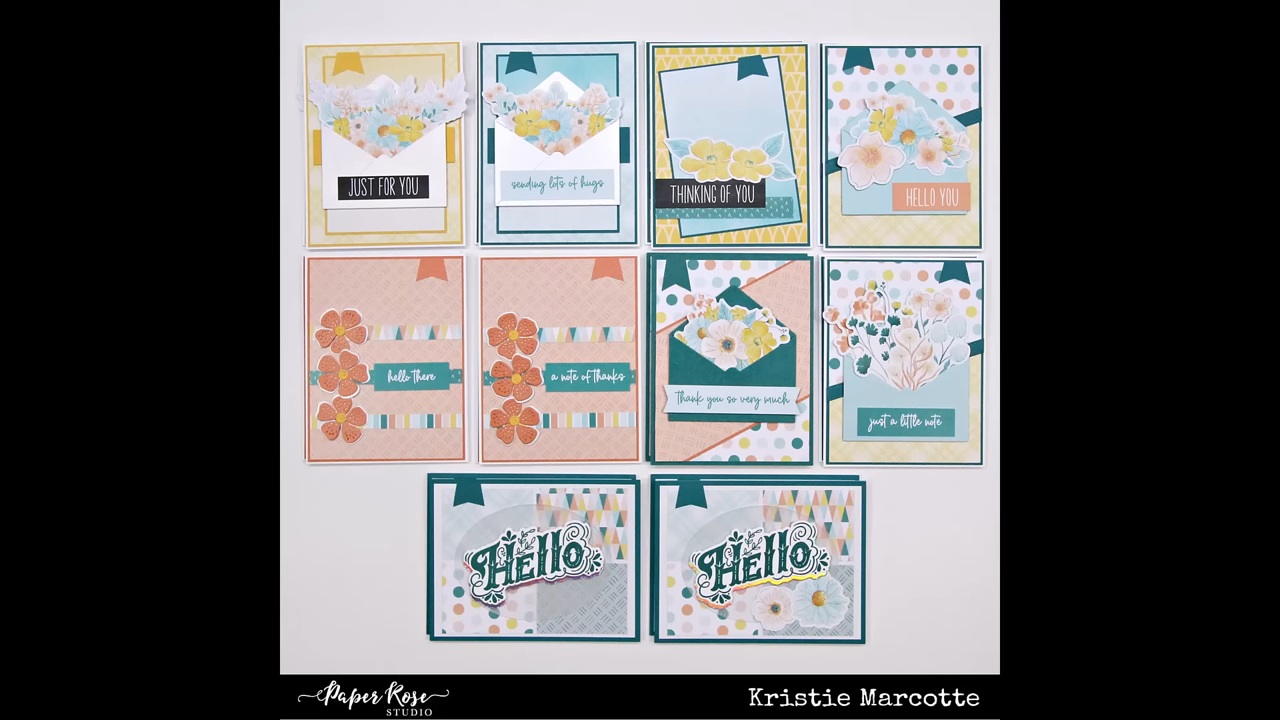 JUST FOR YOU
sending lots of hugs
THINKING OF YOU
HELLO YOU
hello there
a note of thanks
Thank you so very much
just a little note
HELLO
HELLO
Paper Rose
STUDIO
Kristie Marcotte